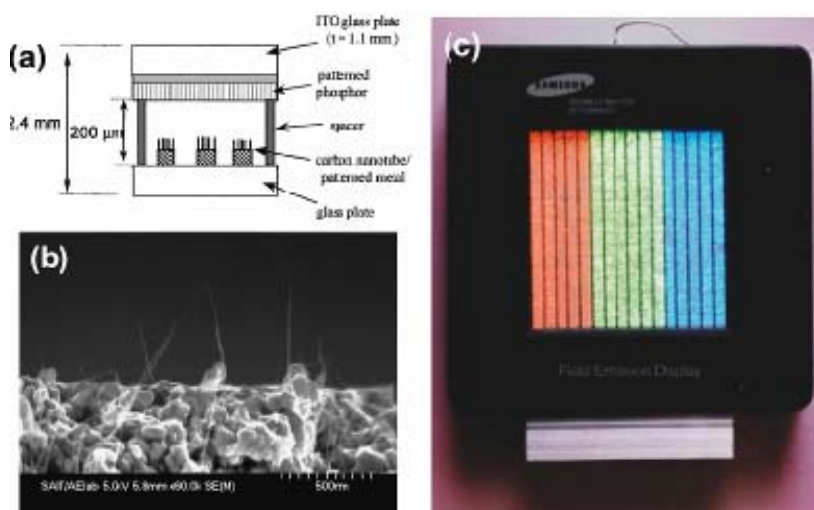 (a)
ITO glass plate
(t = 1.1 mm)
patterned
phosphor
2.4 mm
200 μm
spacer
carbon nanotube/
patterned metal
glass plate
(b)
SAIT/AElab 5.0kV 5.8mm x60.0k SE(M)
500nm
(c)
SAMSUNG
Field Emission Display